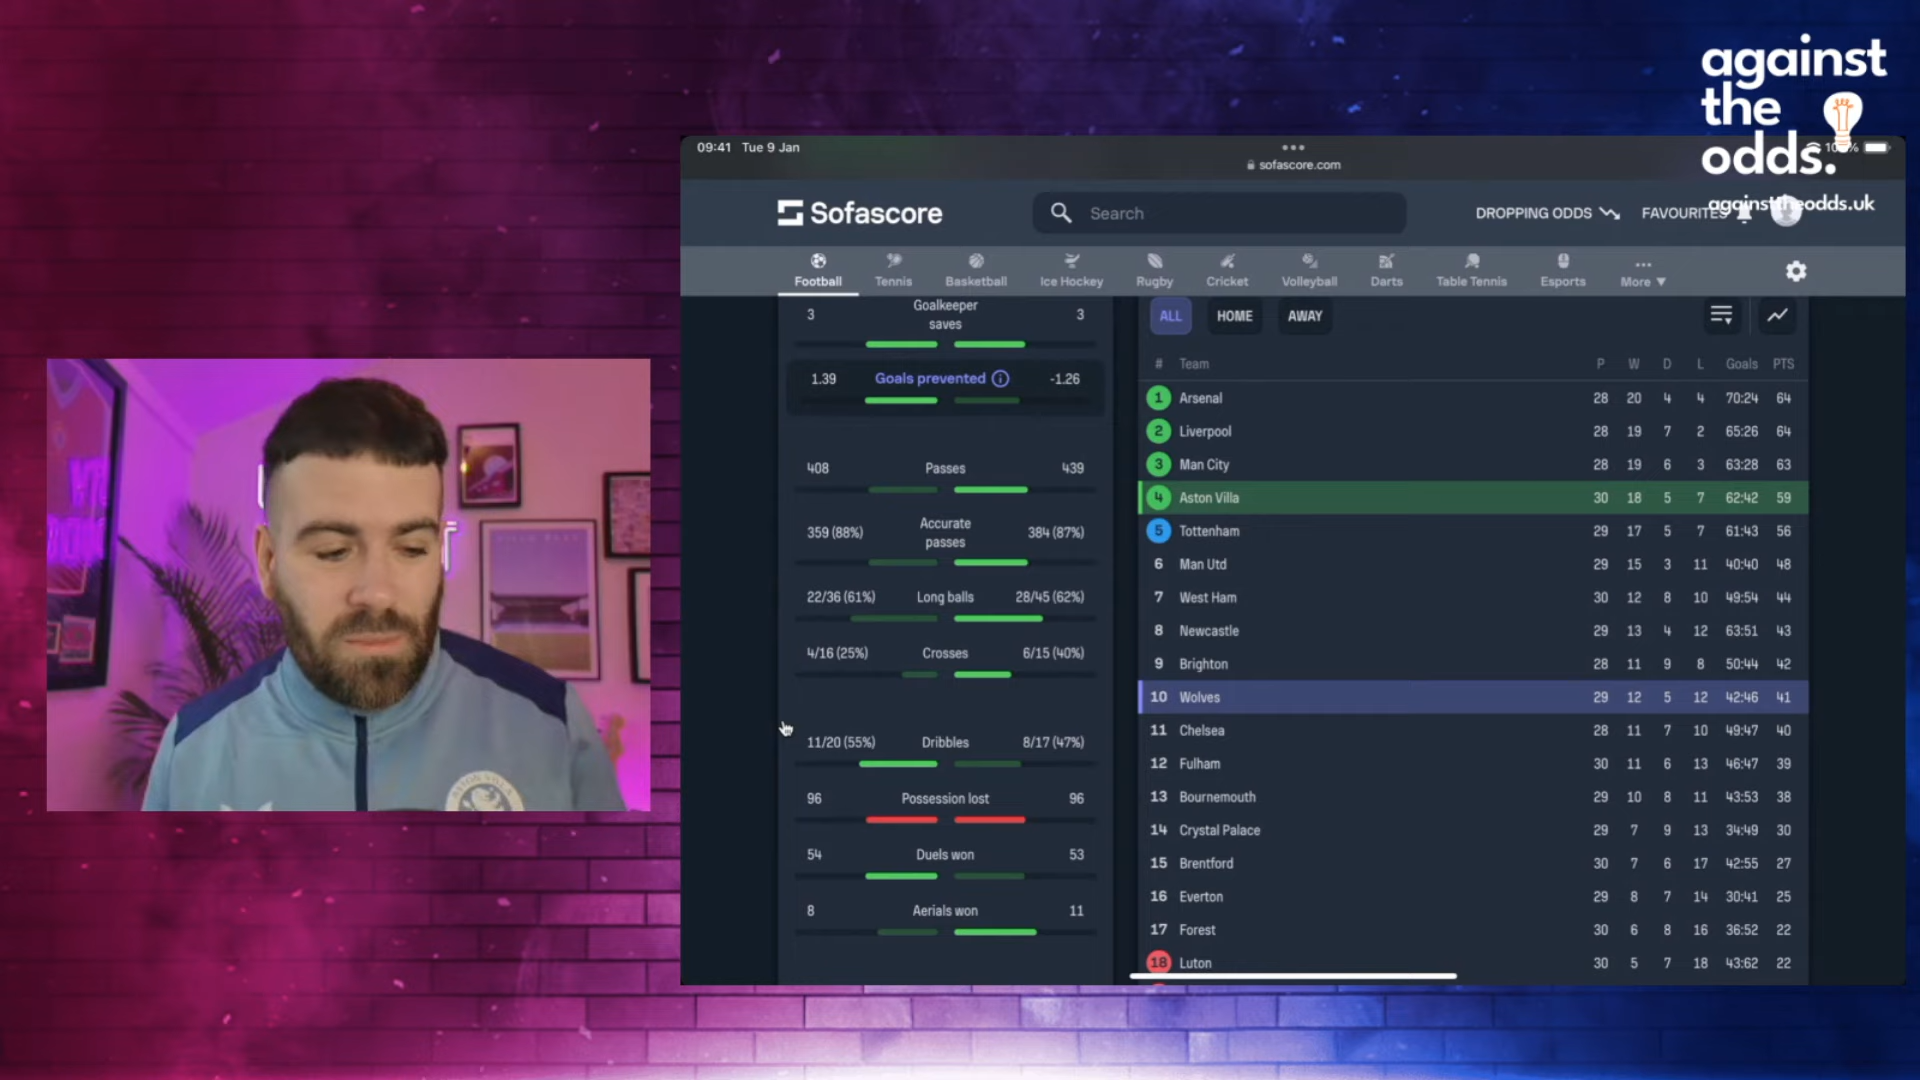 against
the
odds.
againsttheodds.uk
09:41 Tue 9 Jan
sofascore.com
Sofascore
Search
DROPPING ODDS
FAVOURITES
Football
Tennis
Basketball
Ice Hockey
Rugby
Cricket
Volleyball
Darts
Table Tennis
Esports
More
3 Goalkeeper saves 3
1.39 Goals prevented -1.26
408 Passes 439
359 (88%) Accurate passes 384 (87%)
22/36 (61%) Long balls 28/45 (62%)
4/16 (25%) Crosses 6/15 (40%)
11/20 (55%) Dribbles 8/17 (47%)
96 Possession lost 96
54 Duels won 53
8 Aerials won 11
ALL HOME AWAY
# Team P W D L Goals PTS
1 Arsenal 28 20 4 4 70:24 64
2 Liverpool 28 19 7 2 65:26 64
3 Man City 28 19 6 3 63:28 63
4 Aston Villa 30 18 5 7 62:42 59
5 Tottenham 29 17 5 7 61:43 56
6 Man Utd 29 15 3 11 40:40 48
7 West Ham 30 12 8 10 49:54 44
8 Newcastle 29 13 4 12 63:51 43
9 Brighton 28 11 9 8 50:44 42
10 Wolves 29 12 5 12 42:46 41
11 Chelsea 28 11 7 10 49:47 40
12 Fulham 30 11 6 13 46:47 39
13 Bournemouth 29 10 8 11 43:53 38
14 Crystal Palace 29 7 9 13 34:49 30
15 Brentford 30 7 6 17 42:55 27
16 Everton 29 8 7 14 30:41 25
17 Forest 30 6 8 16 36:52 22
18 Luton 30 5 7 18 43:62 22